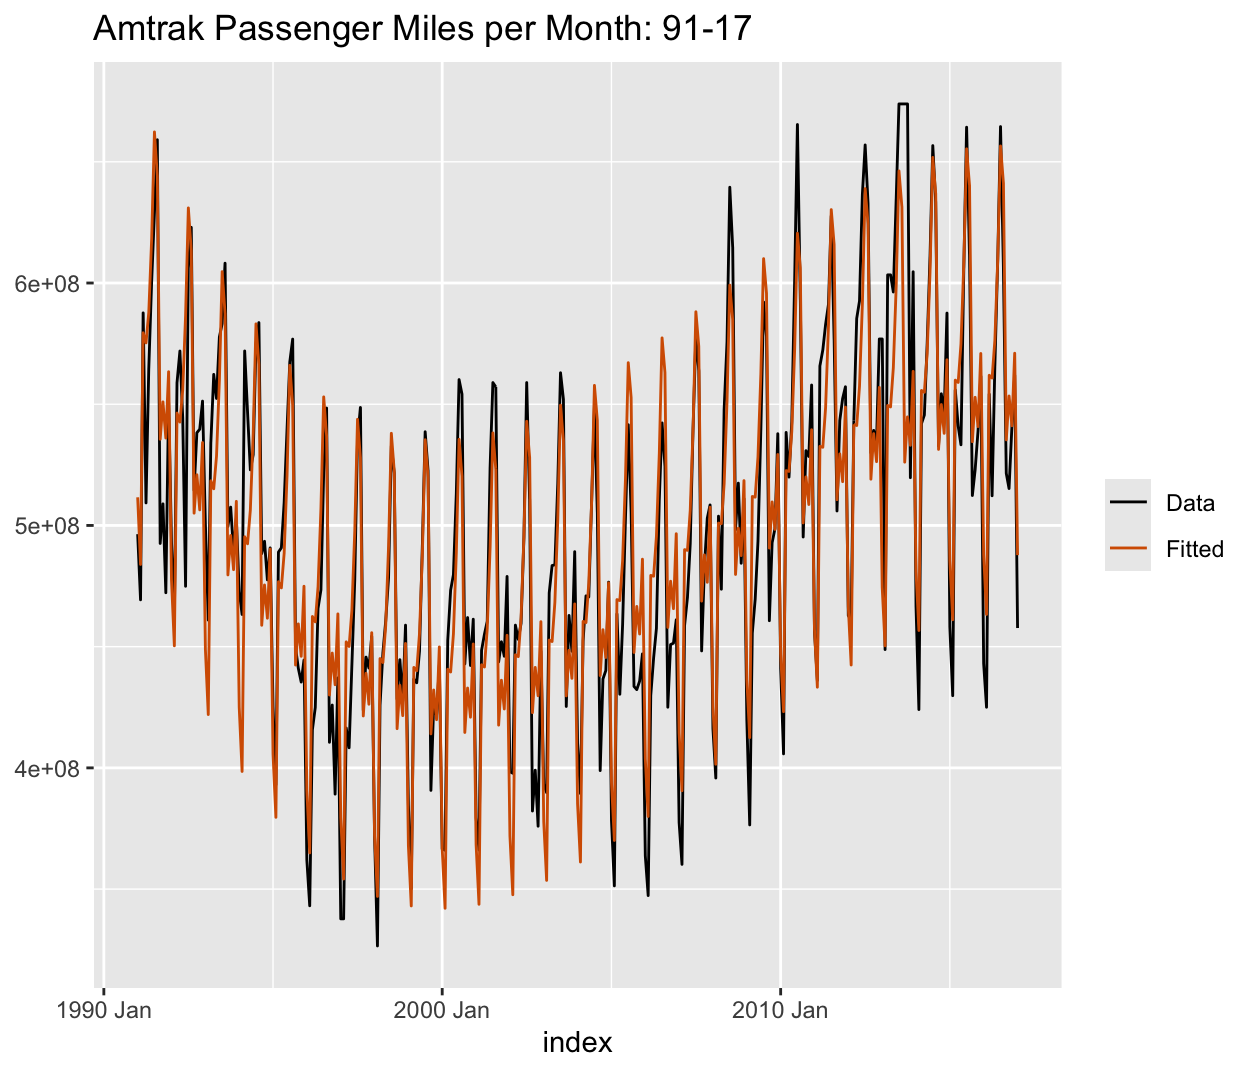 Amtrak Passenger Miles per Month: 91-17
6e+08
5e+08
4e+08
1990 Jan
2000 Jan
2010 Jan
index
Data
Fitted